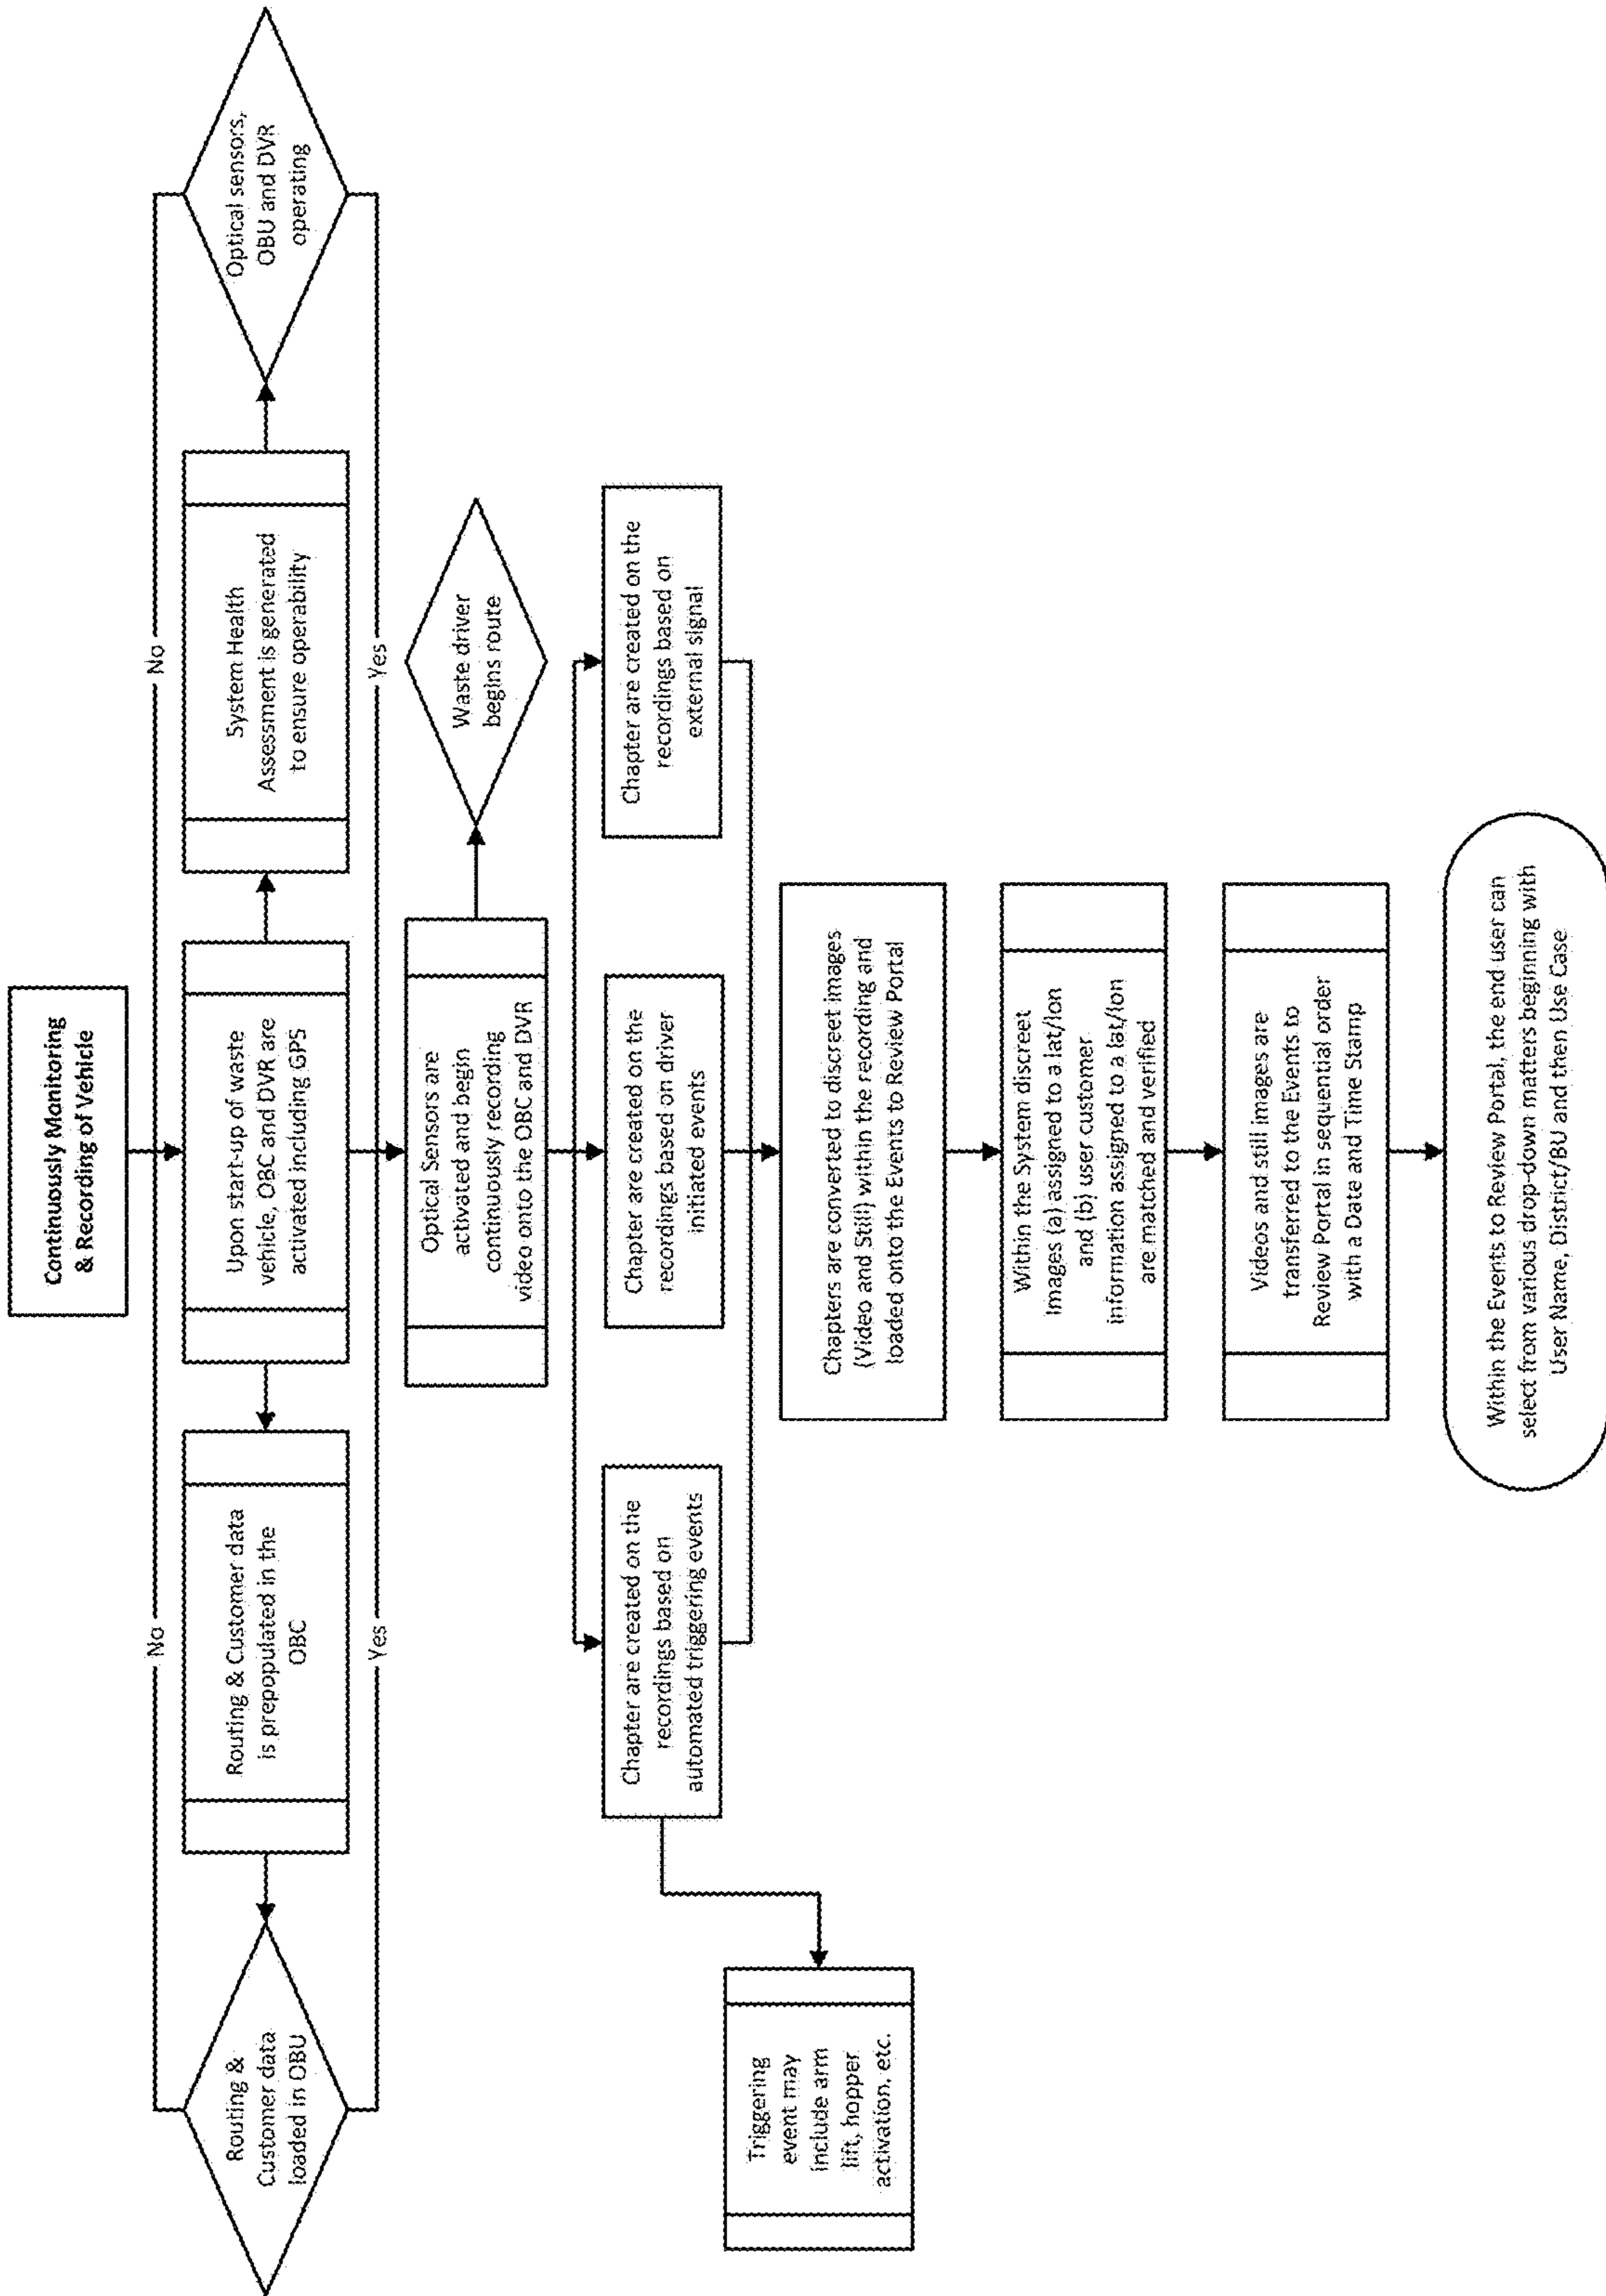 Continuously Monitoring
& Recording of Vehicle
No
No
Routing &
Customer data
loaded in OBU
Routing & Customer data
is prepopulated in the
OBC
Upon start-up of waste
vehicle, OBC and DVR are
activated including GPS
System Health
Assessment is generated
to ensure operability
Optical sensors,
OBU and DVR
operating
Yes
Yes
Optical Sensors are
activated and begin
continuously recording
video onto the OBC and DVR
Waste driver
begins route
Chapter are created on the
recordings based on
automated triggering events
Chapter are created on the
recordings based on driver
initiated events
Chapter are created on the
recordings based on
external signal
Triggering
event may
include arm
lift, hopper
activation, etc.
Chapters are converted to discreet images
(Video and Still) within the recording and
loaded onto the Events to Review Portal
Within the System discreet
images (a) assigned to a lat/lon
and (b) user customer
information assigned to a lat/lon
are matched and verified
Videos and still images are
transferred to the Events to
Review Portal in sequential order
with a Date and Time Stamp
Within the Events to Review Portal, the end user can
select from various drop-down matters beginning with
User Name, District/BU and then Use Case